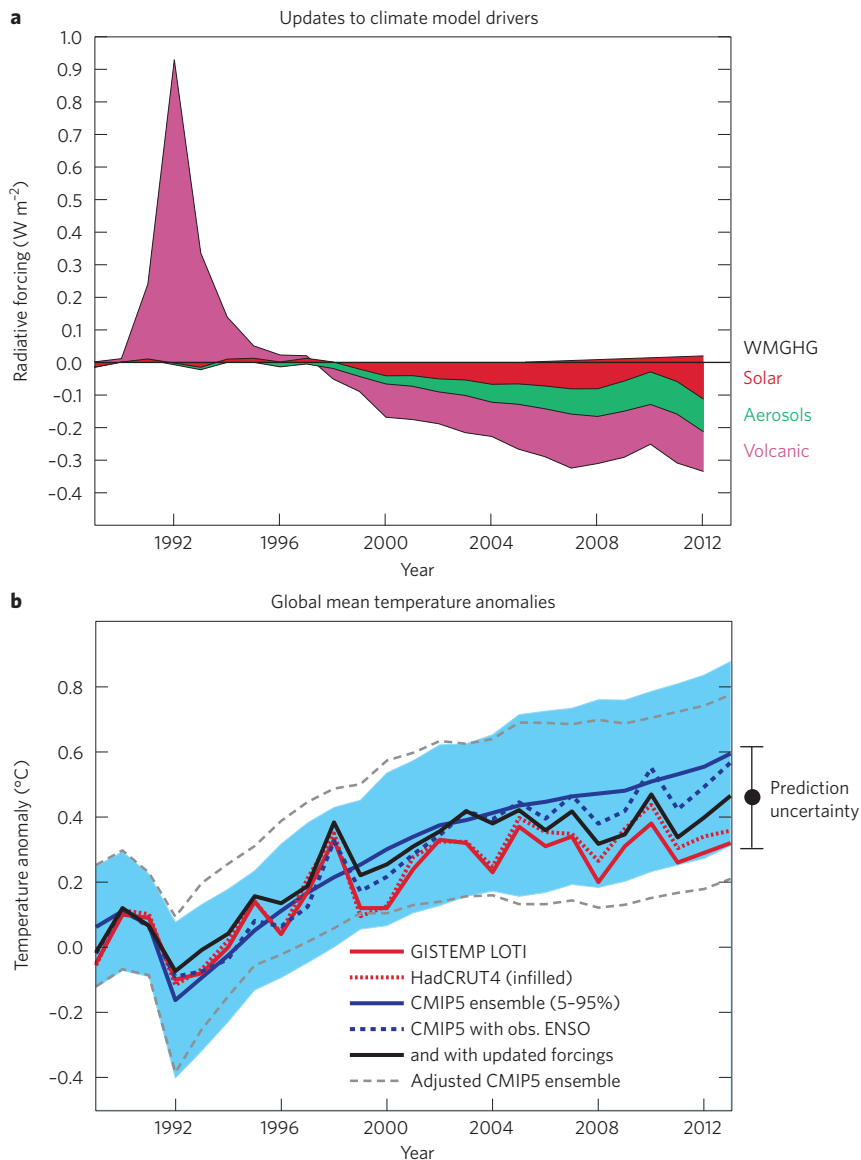 a
Updates to climate model drivers
1.0
0.9
0.8
0.7
0.6
0.5
0.4
0.3
0.2
0.1
0.0
−0.1
−0.2
−0.3
−0.4
Radiative forcing (W m−2)
WMGHG
Solar
Aerosols
Volcanic
1992
1996
2000
2004
2008
2012
Year
b
Global mean temperature anomalies
0.8
0.6
0.4
0.2
0.0
−0.2
−0.4
Temperature anomaly (°C)
Prediction
uncertainty
GISTEMP LOTI
HadCRUT4 (infilled)
CMIP5 ensemble (5–95%)
CMIP5 with obs. ENSO
and with updated forcings
Adjusted CMIP5 ensemble
1992
1996
2000
2004
2008
2012
Year